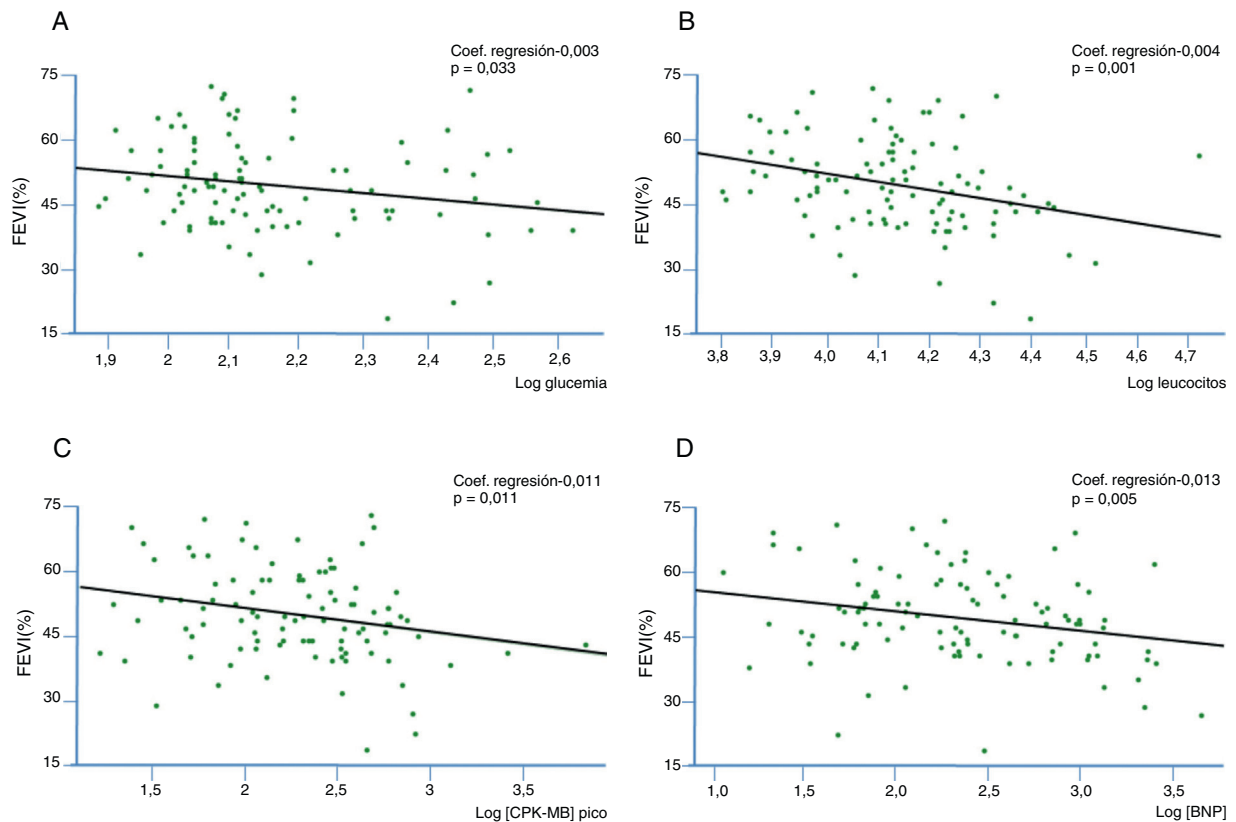 A
Coef. regresión-0,003
p = 0,033
75
60
45
30
15
FEVI(%)
1,9 2 2,1 2,2 2,3 2,4 2,5 2,6
Log glucemia
B
Coef. regresión-0,004
p = 0,001
75
60
45
30
15
FEVI(%)
3,8 3,9 4,0 4,1 4,2 4,3 4,4 4,5 4,6 4,7
Log leucocitos
C
Coef. regresión-0,011
p = 0,011
75
60
45
30
15
FEVI(%)
1,5 2 2,5 3 3,5
Log [CPK-MB] pico
D
Coef. regresión-0,013
p = 0,005
75
60
45
30
15
FEVI(%)
1,0 1,5 2,0 2,5 3,0 3,5
Log [BNP]